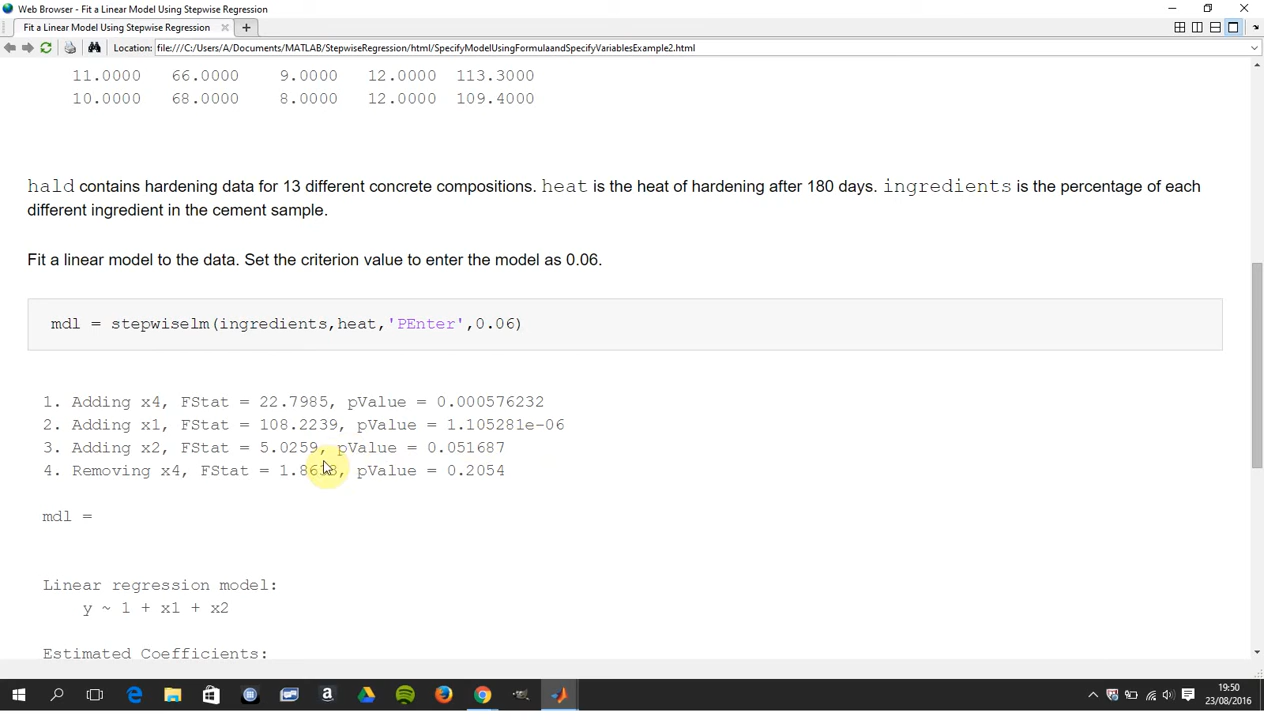 Web Browser - Fit a Linear Model Using Stepwise Regression
Fit a Linear Model Using Stepwise Regression
Location: file:///C:/Users/A/Documents/MATLAB/StepwiseRegression/html/SpecifyModelUsingFormulaandSpecifyVariablesExample2.html
11.0000 66.0000 9.0000 12.0000 113.3000
10.0000 68.0000 8.0000 12.0000 109.4000
hald contains hardening data for 13 different concrete compositions. heat is the heat of hardening after 180 days. ingredients is the percentage of each
different ingredient in the cement sample.
Fit a linear model to the data. Set the criterion value to enter the model as 0.06.
mdl = stepwiselm(ingredients,heat,'PEnter',0.06)
1. Adding x4, FStat = 22.7985, pValue = 0.000576232
2. Adding x1, FStat = 108.2239, pValue = 1.105281e-06
3. Adding x2, FStat = 5.0259, pValue = 0.051687
4. Removing x4, FStat = pValue = 0.2054
mdl =
Linear regression model:
y ~ 1 + x1 + x2
Estimated Coefficients:
19:50
23/08/2016